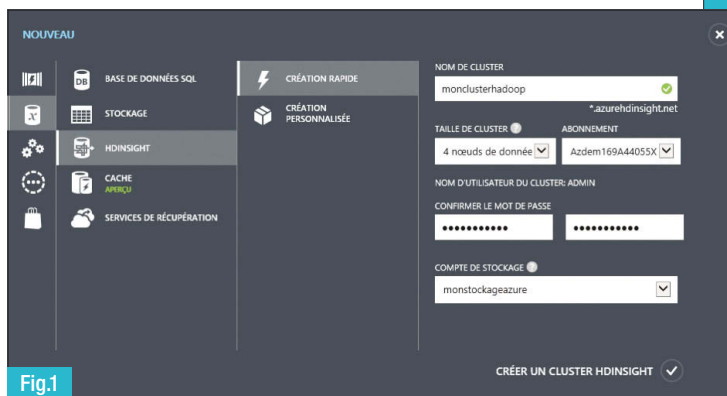 NOUVEAU
DB
BASE DE DONNÉES SQL
STOCKAGE
HDINSIGHT
CACHE
APERÇU
SERVICES DE RÉCUPÉRATION
CRÉATION RAPIDE
CRÉATION
PERSONNALISÉE
NOM DE CLUSTER
monclusterhadoop
*.azurehdinsight.net
TAILLE DE CLUSTER ? ABONNEMENT
4 nœuds de donnée Azdem169A44055X
NOM D'UTILISATEUR DU CLUSTER: ADMIN
CONFIRMER LE MOT DE PASSE
••••••••••• •••••••••••
COMPTE DE STOCKAGE ?
monstockageazure
CRÉER UN CLUSTER HDINSIGHT
Fig.1